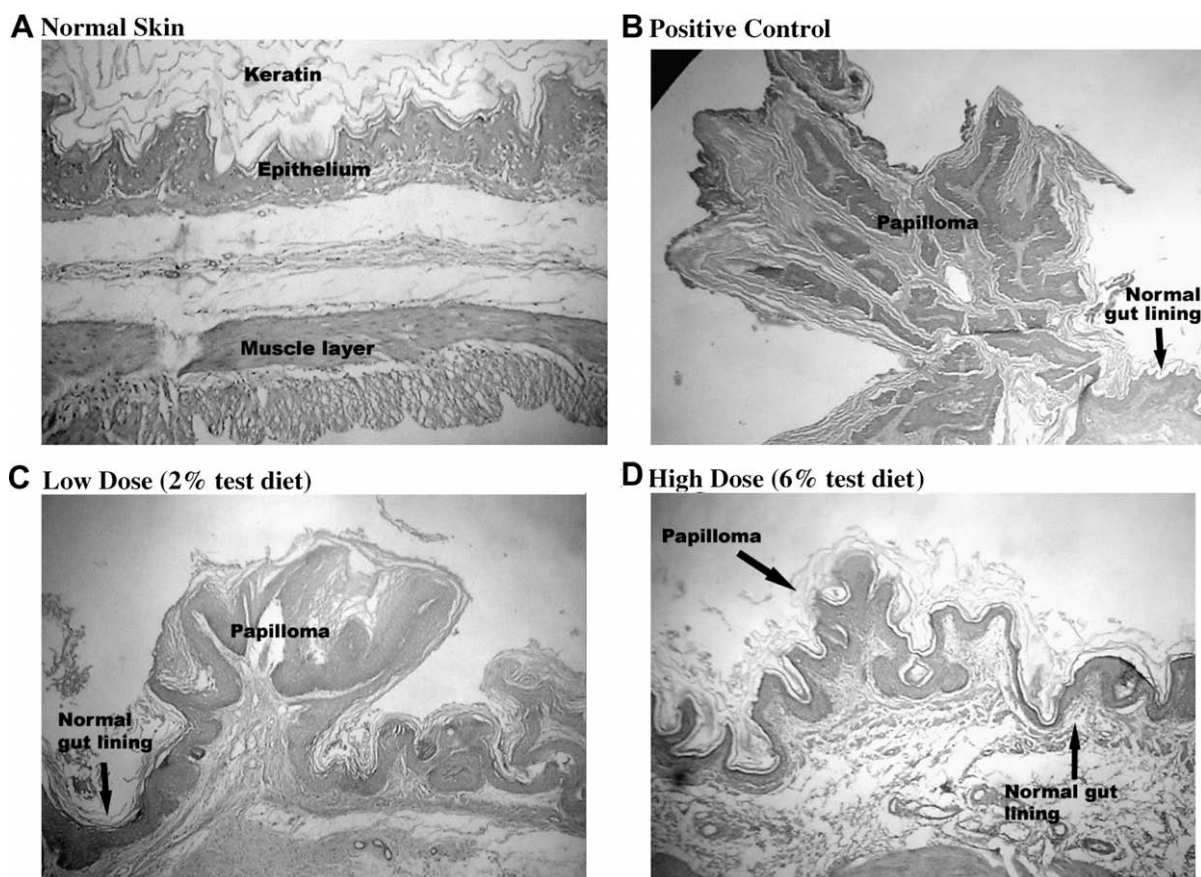 A Normal Skin
Keratin
Epithelium
Muscle layer
B Positive Control
Papilloma
Normal
gut lining
C Low Dose (2% test diet)
Papilloma
Normal
gut lining
D High Dose (6% test diet)
Papilloma
Normal gut
lining